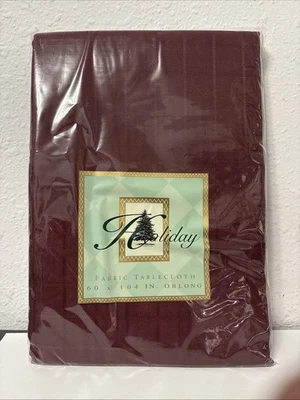 Holiday
FABRIC TABLECLOTH
60 x 104 IN. OBLONG